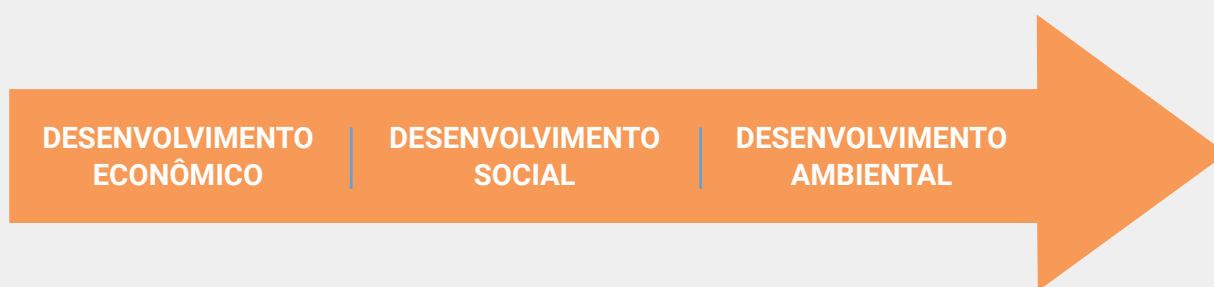 DESENVOLVIMENTO
ECONÔMICO
DESENVOLVIMENTO
SOCIAL
DESENVOLVIMENTO
AMBIENTAL